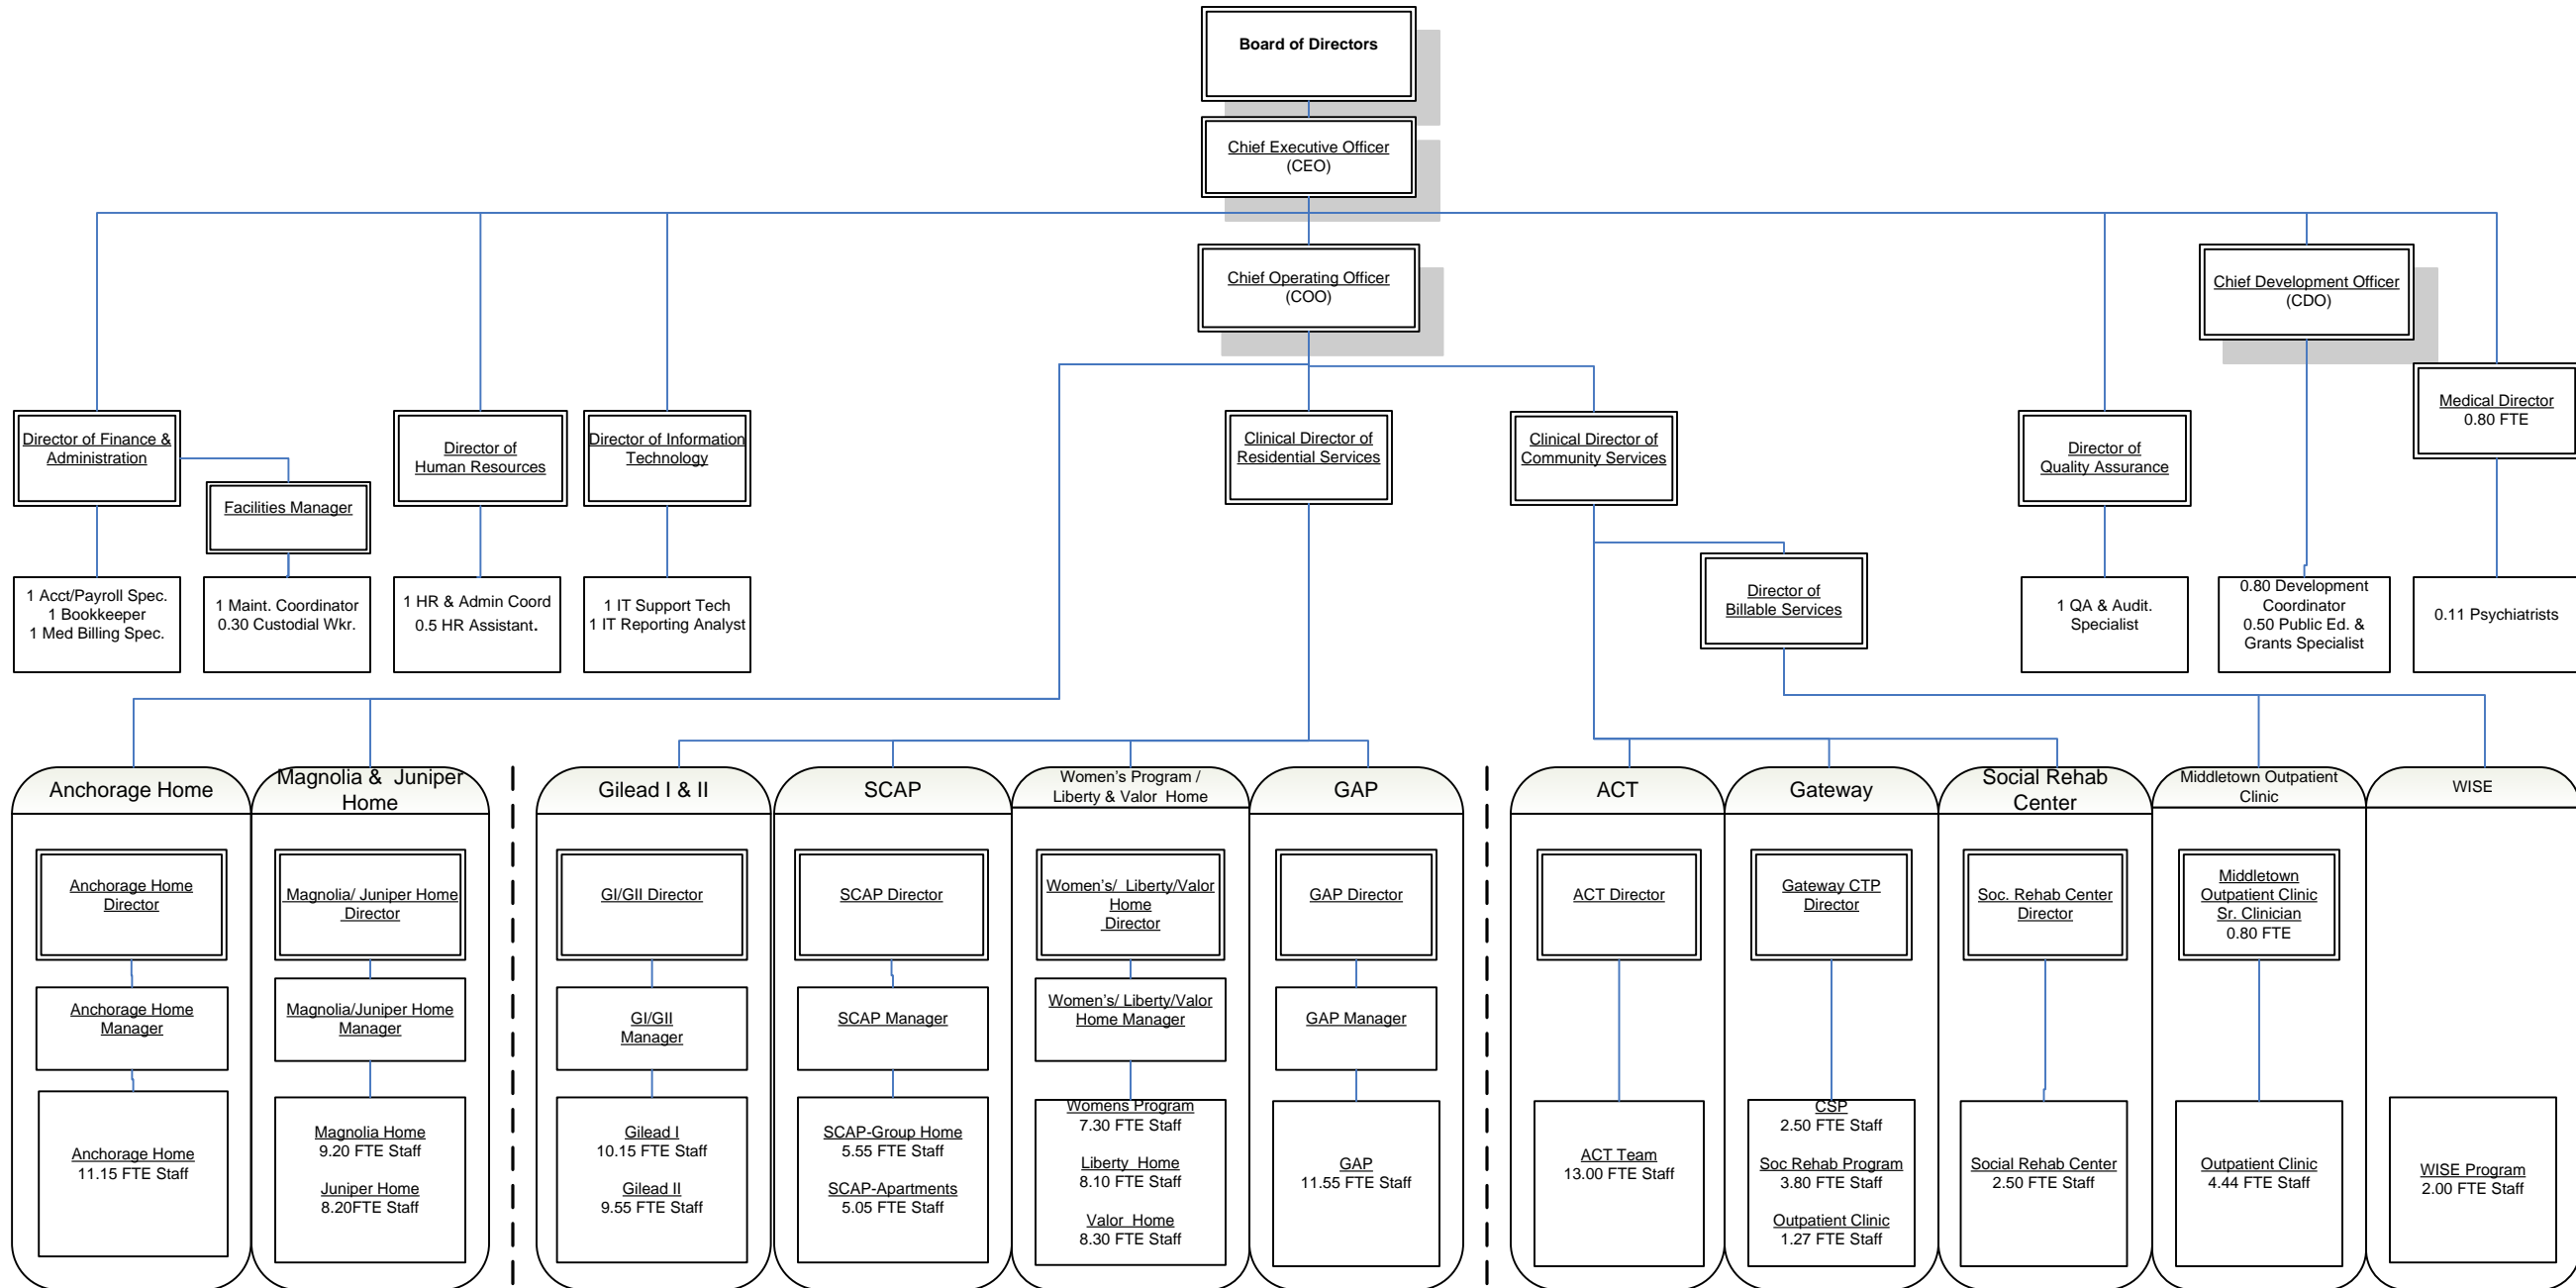 Board of Directors
Chief Executive Officer
(CEO)
Chief Operating Officer
(COO)
Chief Development Officer
(CDO)
Medical Director
0.80 FTE
Director of Finance &
Administration
Facilities Manager
Director of
Human Resources
Director of Information
Technology
Clinical Director of
Residential Services
Clinical Director of
Community Services
Director of
Billable Services
Director of
Quality Assurance
1 Acct/Payroll Spec.
1 Bookkeeper
1 Med Billing Spec.
1 Maint. Coordinator
0.30 Custodial Wkr.
1 HR & Admin Coord
0.5 HR Assistant.
1 IT Support Tech
1 IT Reporting Analyst
1 QA & Audit.
Specialist
0.80 Development
Coordinator
0.50 Public Ed. &
Grants Specialist
0.11 Psychiatrists
Anchorage Home
Anchorage Home
Director
Anchorage Home
Manager
Anchorage Home
11.15 FTE Staff
Magnolia & Juniper
Home
Magnolia/ Juniper Home
Director
Magnolia/Juniper Home
Manager
Magnolia Home
9.20 FTE Staff
Juniper Home
8.20FTE Staff
Gilead I & II
GI/GII Director
GI/GII
Manager
Gilead I
10.15 FTE Staff
Gilead II
9.55 FTE Staff
SCAP
SCAP Director
SCAP Manager
SCAP-Group Home
5.55 FTE Staff
SCAP-Apartments
5.05 FTE Staff
Women's Program /
Liberty & Valor Home
Women's/ Liberty/Valor
Home
Director
Women's/ Liberty/Valor
Home Manager
Womens Program
7.30 FTE Staff
Liberty Home
8.10 FTE Staff
Valor Home
8.30 FTE Staff
GAP
GAP Director
GAP Manager
GAP
11.55 FTE Staff
ACT
ACT Director
ACT Team
13.00 FTE Staff
Gateway
Gateway CTP
Director
CSP
2.50 FTE Staff
Soc Rehab Program
3.80 FTE Staff
Outpatient Clinic
1.27 FTE Staff
Social Rehab
Center
Soc. Rehab Center
Director
Social Rehab Center
2.50 FTE Staff
Middletown Outpatient
Clinic
Middletown
Outpatient Clinic
Sr. Clinician
0.80 FTE
Outpatient Clinic
4.44 FTE Staff
WISE
WISE Program
2.00 FTE Staff